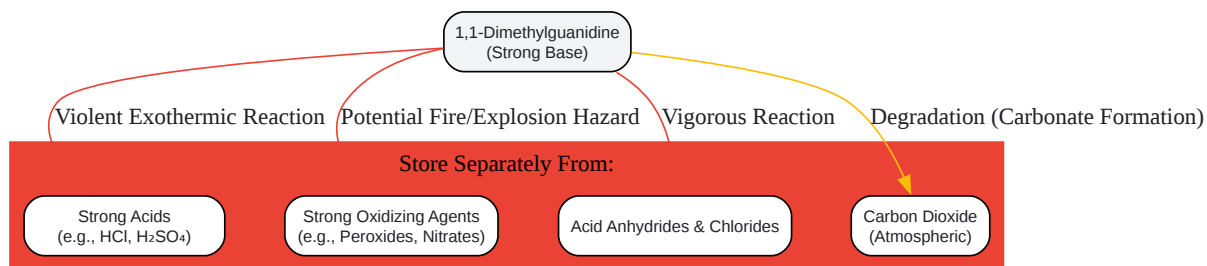 1,1-Dimethylguanidine
(Strong Base)
Violent Exothermic Reaction
Potential Fire/Explosion Hazard
Vigorous Reaction
Degradation (Carbonate Formation)
Store Separately From:
Strong Acids
(e.g., HCl, H₂SO₄)
Strong Oxidizing Agents
(e.g., Peroxides, Nitrates)
Acid Anhydrides & Chlorides
Carbon Dioxide
(Atmospheric)